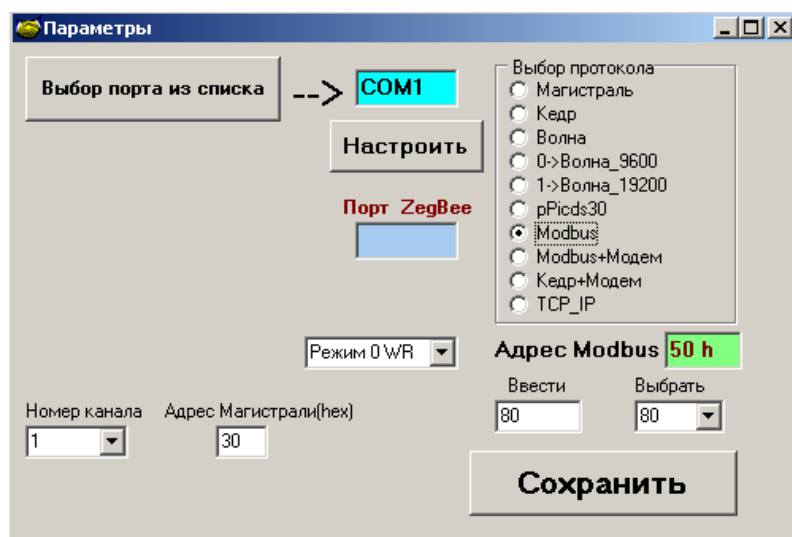 Параметры
Выбор порта из списка
-->
COM1
Настроить
Порт ZegBee
Выбор протокола
Магистраль
Кедр
Волна
0->Волна_9600
1->Волна_19200
pPicds30
Modbus
Modbus+Модем
Кедр+Модем
TCP_IP
Режим 0 WR
Адрес Modbus 50 h
Ввести
Выбрать
80
80
Номер канала
Адрес Магистрали(hex)
1
30
Сохранить